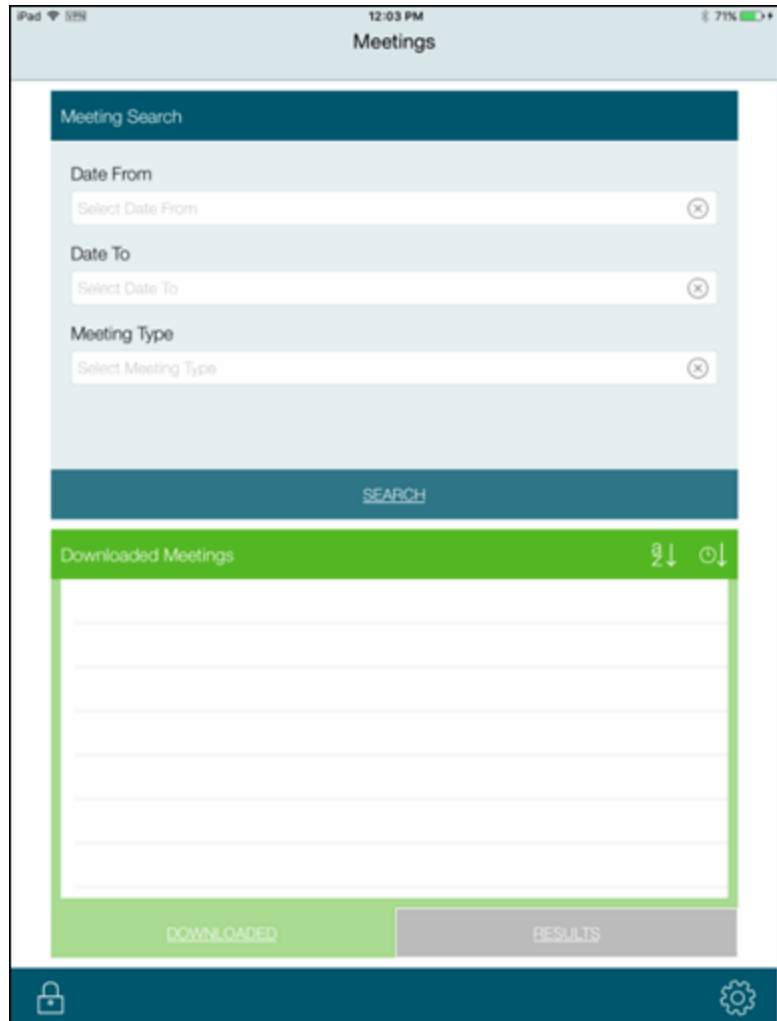 iPad VPN 12:03 PM 71%
Meetings
Meeting Search
Date From
Select Date From
Date To
Select Date To
Meeting Type
Select Meeting Type
SEARCH
Downloaded Meetings a z
DOWNLOADED RESULTS